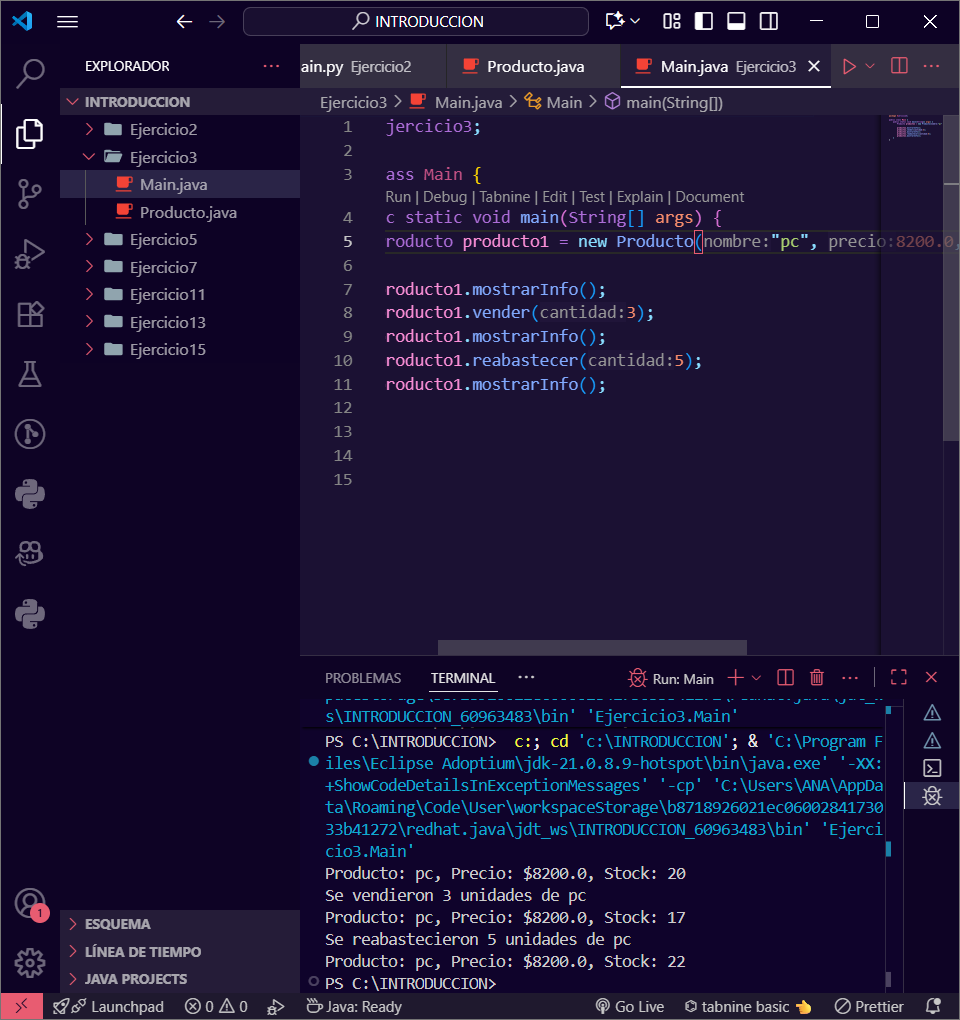 INTRODUCCION
EXPLORADOR
INTRODUCCION
Ejercicio2
Ejercicio3
Main.java
Producto.java
Ejercicio5
Ejercicio7
Ejercicio11
Ejercicio13
Ejercicio15
ESQUEMA
LÍNEA DE TIEMPO
JAVA PROJECTS
1
ain.py Ejercicio2
Producto.java
Main.java Ejercicio3
Ejercicio3 > Main.java > Main > main(String[])
1 jercicio3;
2
3 ass Main {
Run | Debug | Tabnine | Edit | Test | Explain | Document
4 c static void main(String[] args) {
5 roducto producto1 = new Producto(nombre:"pc", precio:8200.0,
6
7 roducto1.mostrarInfo();
8 roducto1.vender(cantidad:3);
9 roducto1.mostrarInfo();
10 roducto1.reabastecer(cantidad:5);
11 roducto1.mostrarInfo();
12
13
14
15
PROBLEMAS TERMINAL ... Run: Main
s\INTRODUCCION_60963483\bin' 'Ejercicio3.Main'
PS C:\INTRODUCCION>  c:; cd 'c:\INTRODUCCION'; & 'C:\Program F
iles\Eclipse Adoptium\jdk-21.0.8.9-hotspot\bin\java.exe' '-XX:
+ShowCodeDetailsInExceptionMessages' '-cp' 'C:\Users\ANA\AppDa
ta\Roaming\Code\User\workspaceStorage\b8718926021ec06002841730
33b41272\redhat.java\jdt_ws\INTRODUCCION_60963483\bin' 'Ejerci
cio3.Main'
Producto: pc, Precio: $8200.0, Stock: 20
Se vendieron 3 unidades de pc
Producto: pc, Precio: $8200.0, Stock: 17
Se reabastecieron 5 unidades de pc
Producto: pc, Precio: $8200.0, Stock: 22
PS C:\INTRODUCCION>
Launchpad 0 0 Java: Ready Go Live tabnine basic Prettier